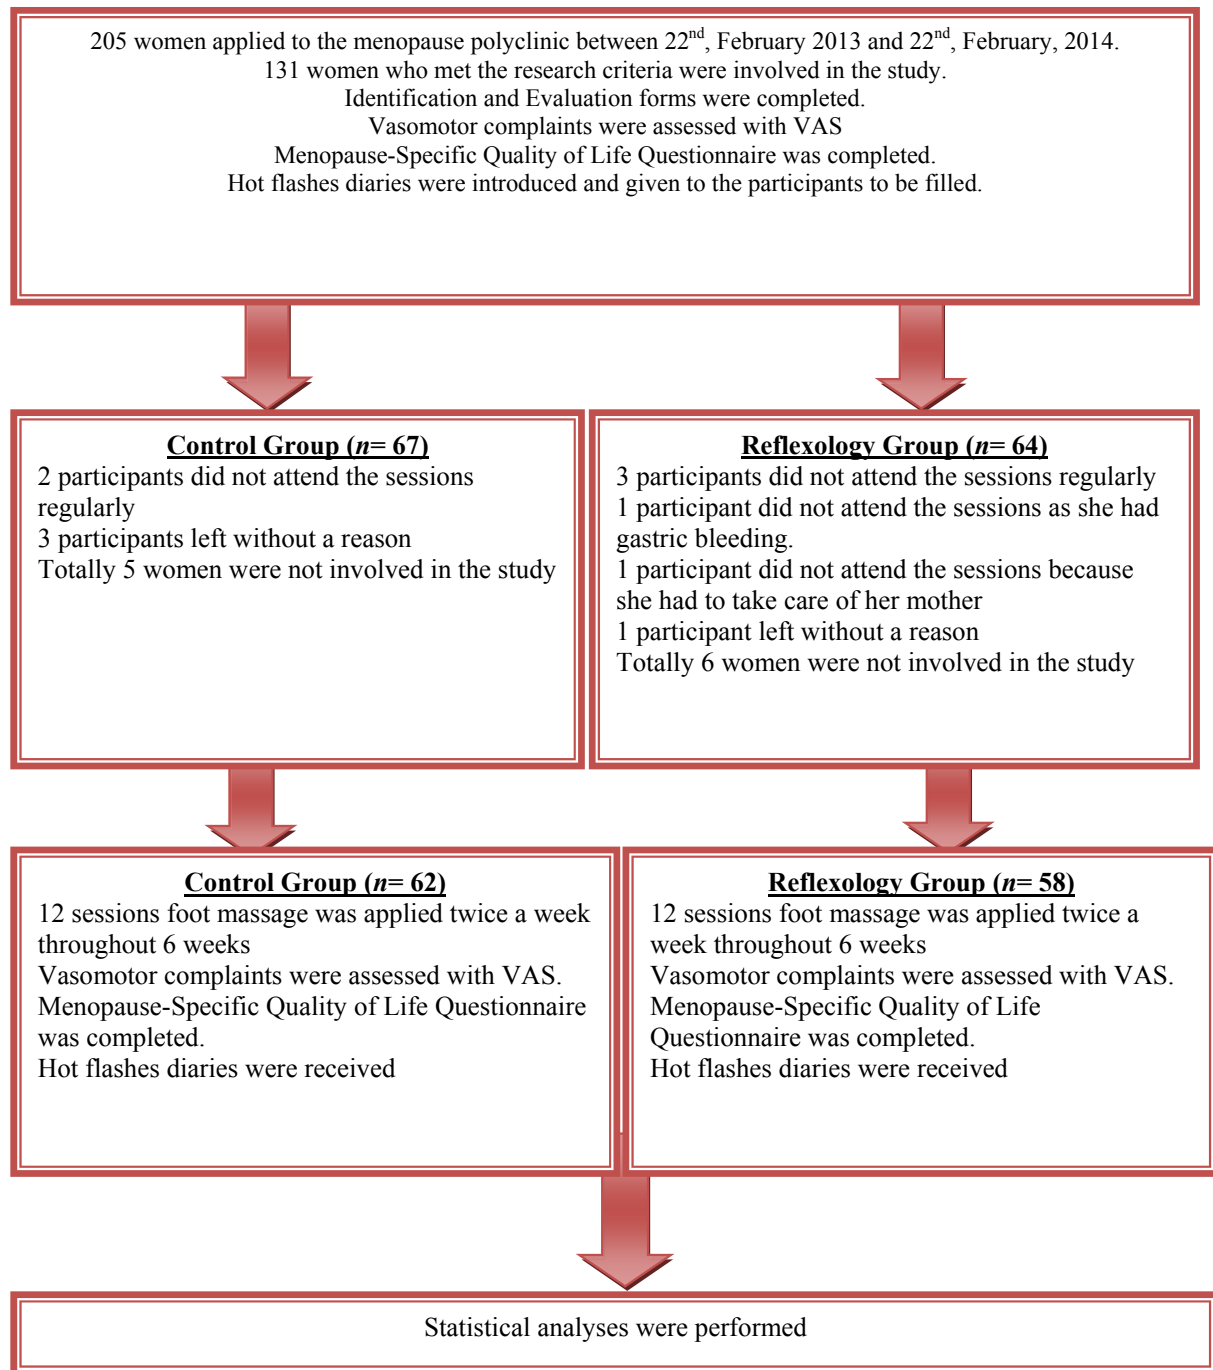 205 women applied to the menopause polyclinic between 22nd, February 2013 and 22nd, February, 2014.
131 women who met the research criteria were involved in the study.
Identification and Evaluation forms were completed.
Vasomotor complaints were assessed with VAS
Menopause-Specific Quality of Life Questionnaire was completed.
Hot flashes diaries were introduced and given to the participants to be filled.
Control Group (n= 67)
2 participants did not attend the sessions
regularly
3 participants left without a reason
Totally 5 women were not involved in the study
Reflexology Group (n= 64)
3 participants did not attend the sessions regularly
1 participant did not attend the sessions as she had
gastric bleeding.
1 participant did not attend the sessions because
she had to take care of her mother
1 participant left without a reason
Totally 6 women were not involved in the study
Control Group (n= 62)
12 sessions foot massage was applied twice a week
throughout 6 weeks
Vasomotor complaints were assessed with VAS.
Menopause-Specific Quality of Life Questionnaire
was completed.
Hot flashes diaries were received
Reflexology Group (n= 58)
12 sessions foot massage was applied twice a
week throughout 6 weeks
Vasomotor complaints were assessed with VAS.
Menopause-Specific Quality of Life
Questionnaire was completed.
Hot flashes diaries were received
Statistical analyses were performed